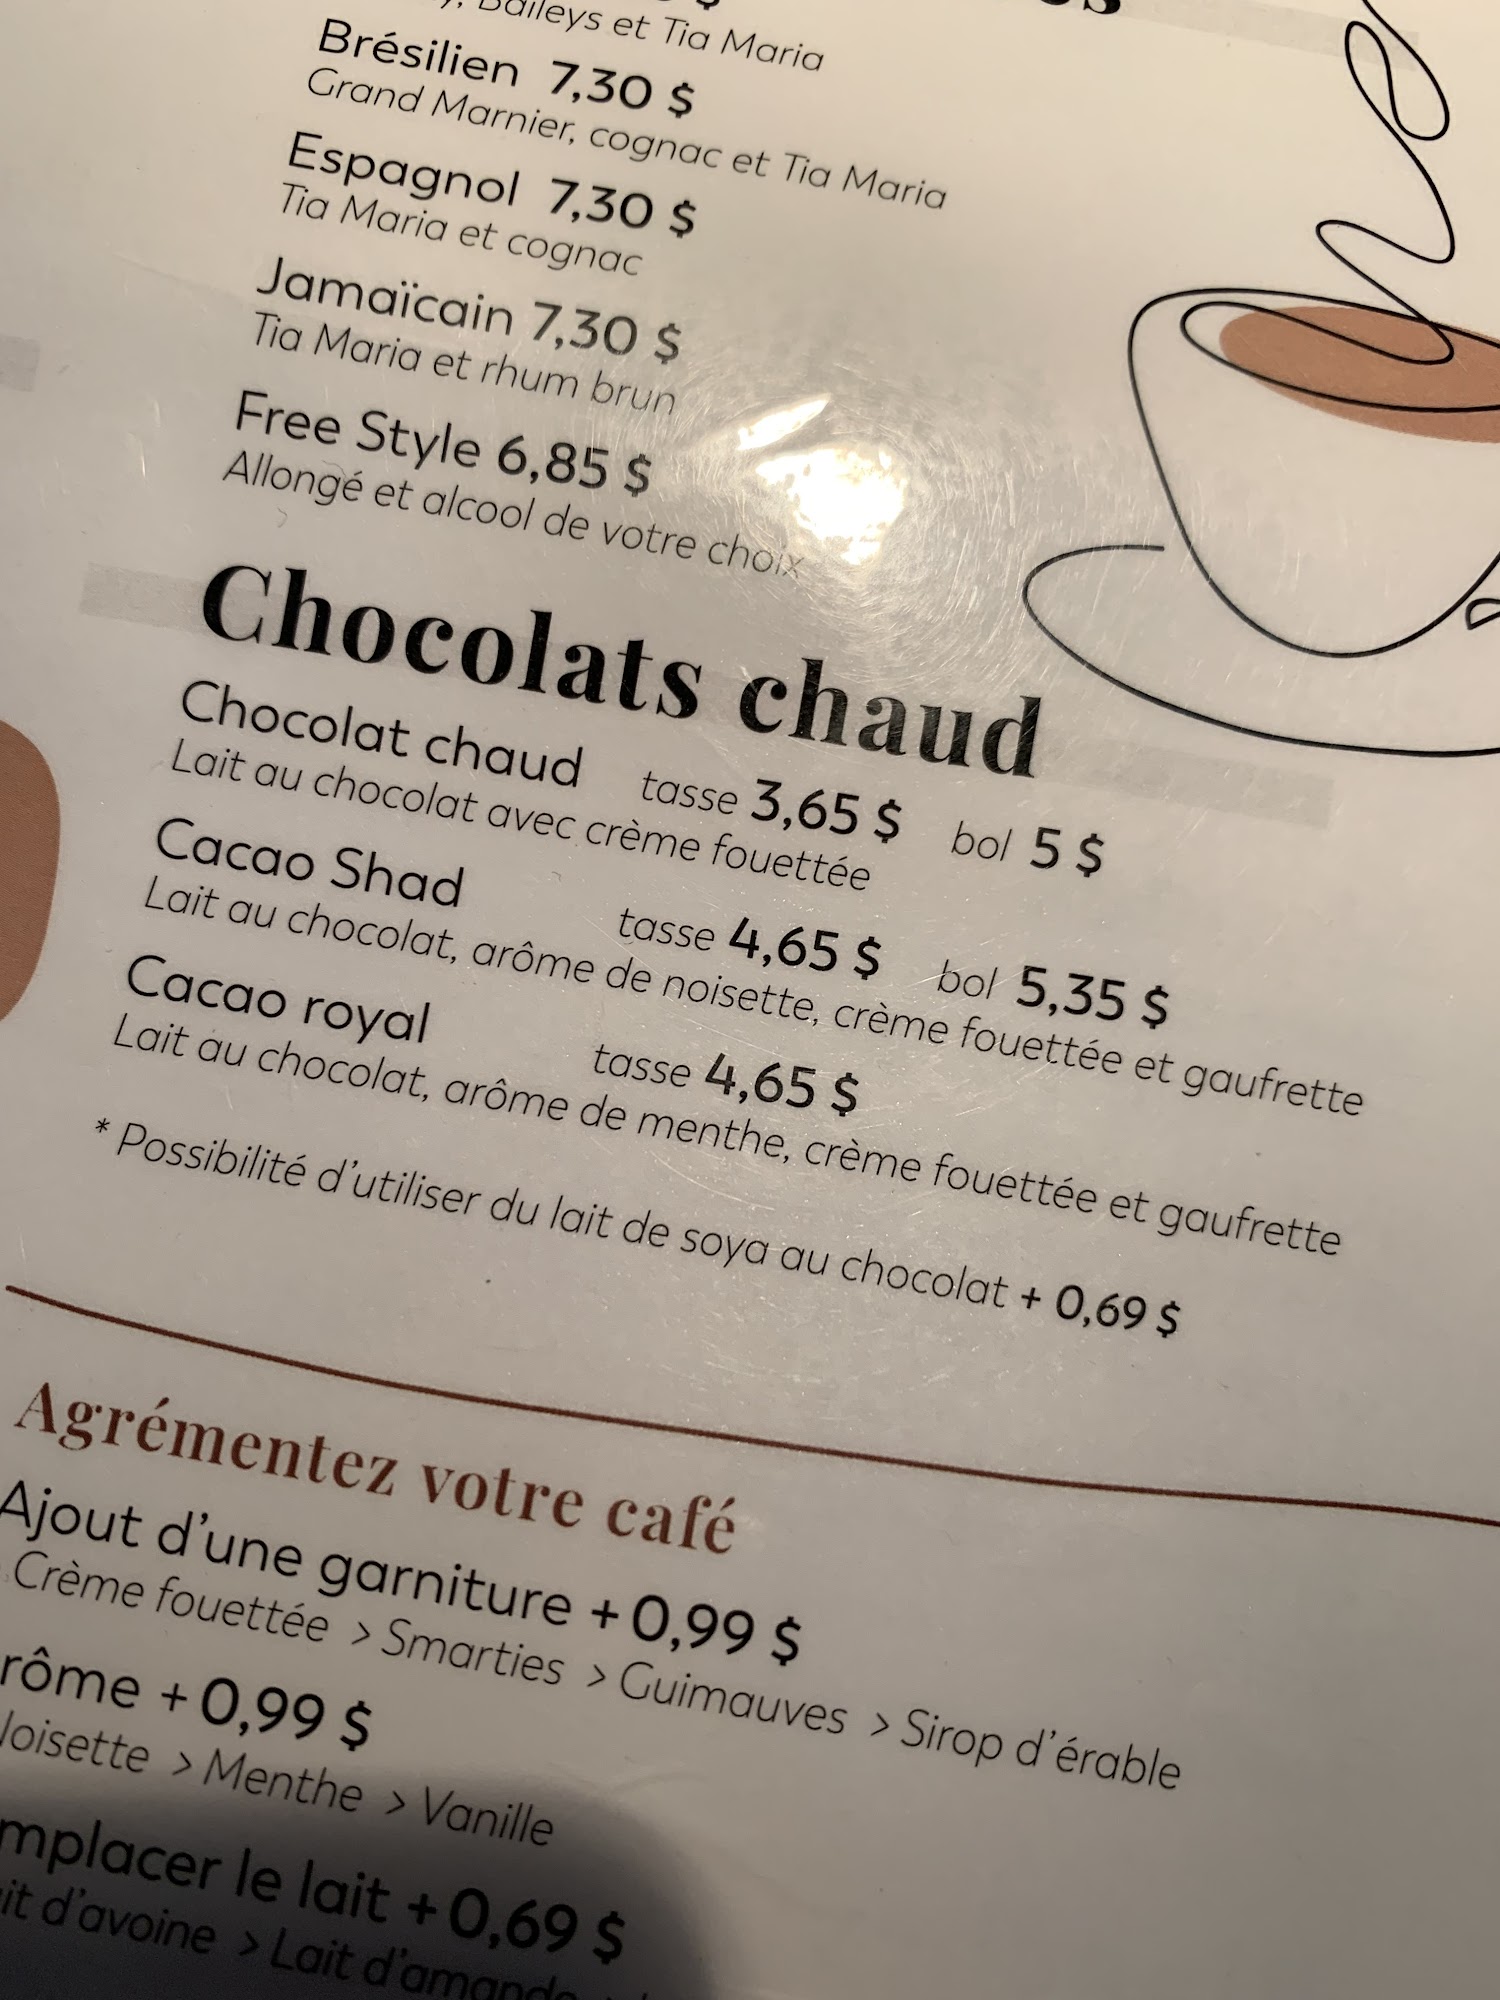 Baileys et Tia Maria
Brésilien 7,30 $
Grand Marnier, cognac et Tia Maria
Espagnol 7,30 $
Tia Maria et cognac
Jamaïcain 7,30 $
Tia Maria et rhum brun
Free Style 6,85 $
Allongé et alcool de votre choix
Chocolats chaud
Chocolat chaud tasse 3,65 $ bol 5 $
Lait au chocolat avec crème fouettée
Cacao Shad tasse 4,65 $ bol 5,35 $
Lait au chocolat, arôme de noisette, crème fouettée et gaufrette
Cacao royal tasse 4,65 $
Lait au chocolat, arôme de menthe, crème fouettée et gaufrette
* Possibilité d'utiliser du lait de soya au chocolat + 0,69 $
Agrémentez votre café
Ajout d'une garniture + 0,99 $
Crème fouettée > Smarties > Guimauves > Sirop d'érable
rôme + 0,99 $
oisette > Menthe > Vanille
mplacer le lait + 0,69 $
it d'avoine > Lait d'amande